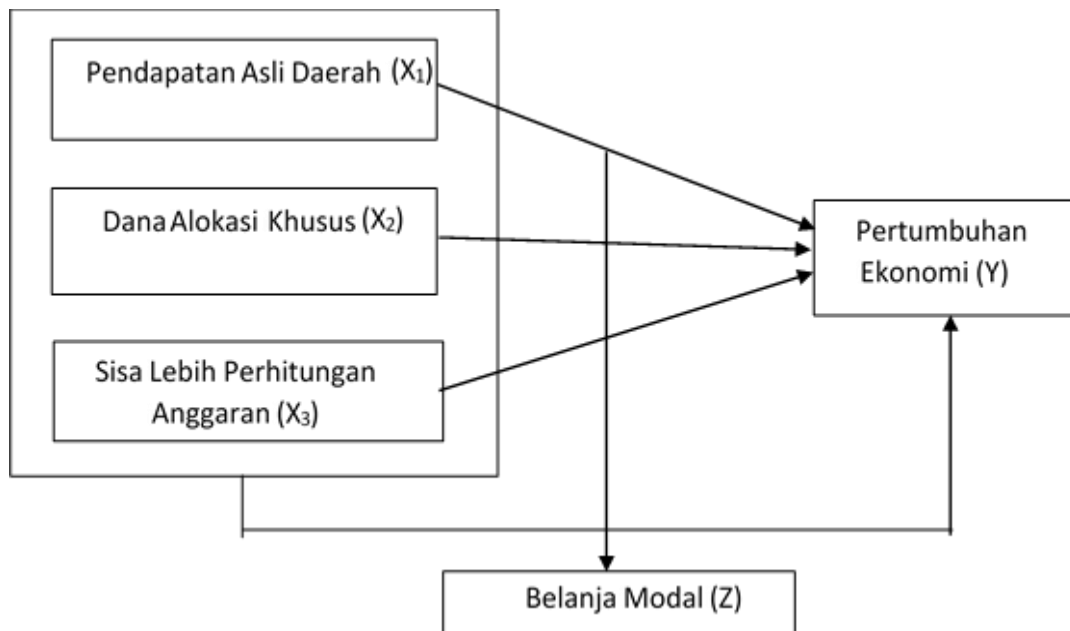 Pendapatan Asli Daerah (X1)
Dana Alokasi Khusus (X2)
Sisa Lebih Perhitungan
Anggaran (X3)
Pertumbuhan
Ekonomi (Y)
Belanja Modal (Z)